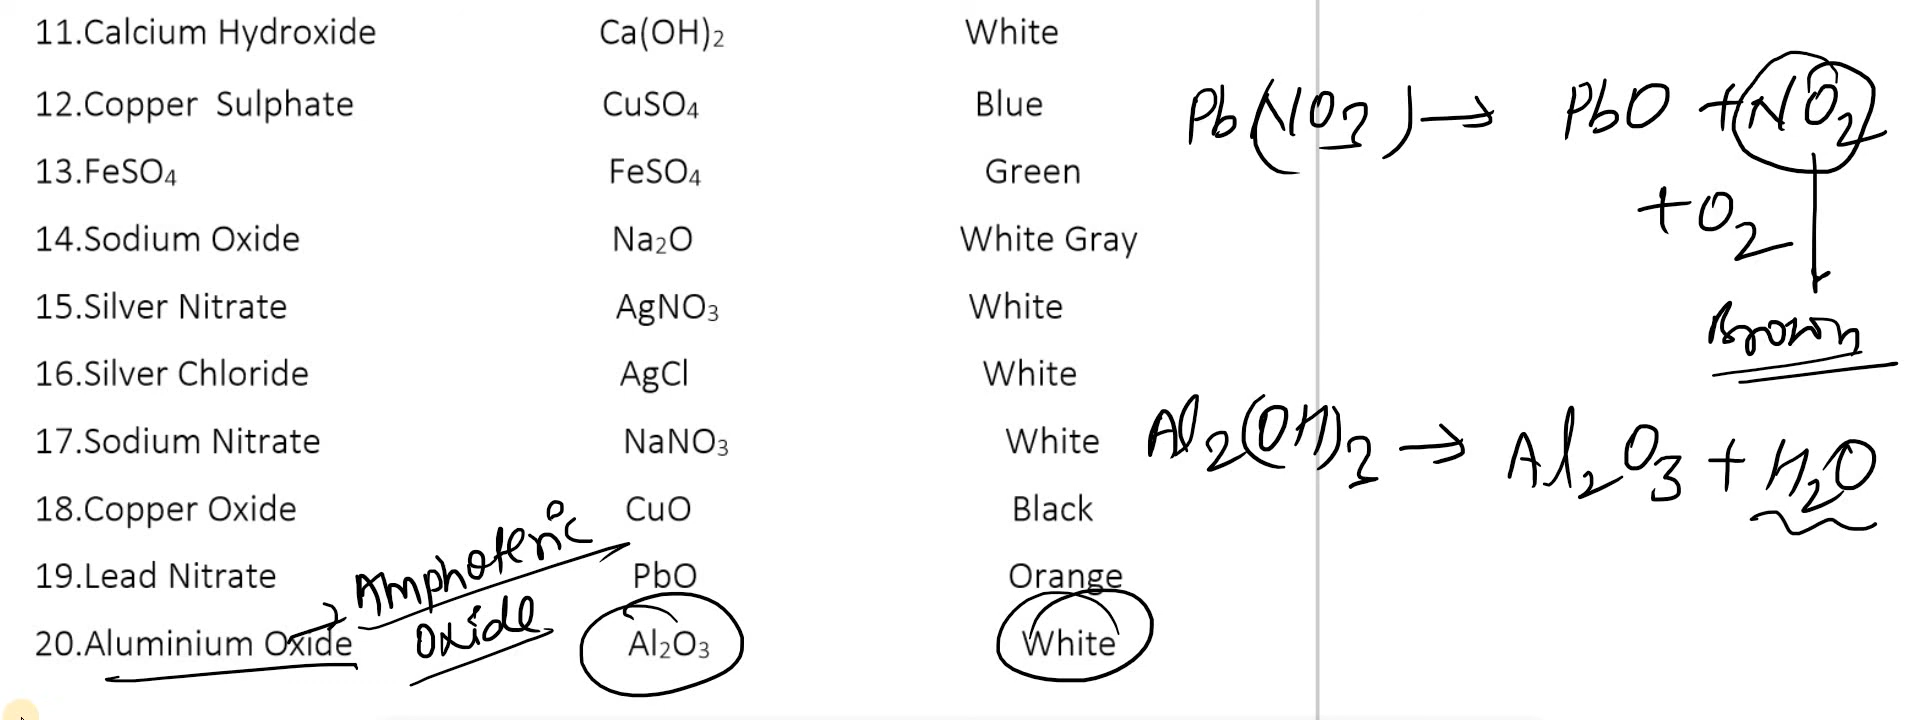 11.Calcium Hydroxide Ca(OH)₂ White
12.Copper Sulphate CuSO₄ Blue
Pb(NO₃) → PbO + NO₂
13.FeSO₄ FeSO₄ Green
+ O₂
14.Sodium Oxide Na₂O White Gray
15.Silver Nitrate AgNO₃ White
Brown
16.Silver Chloride AgCl White
17.Sodium Nitrate NaNO₃ White
Al₂(OH)₂ → Al₂O₃ + H₂O
18.Copper Oxide CuO Black
19.Lead Nitrate PbO Orange
→ Amphoteric
oxide
20.Aluminium Oxide Al₂O₃ White